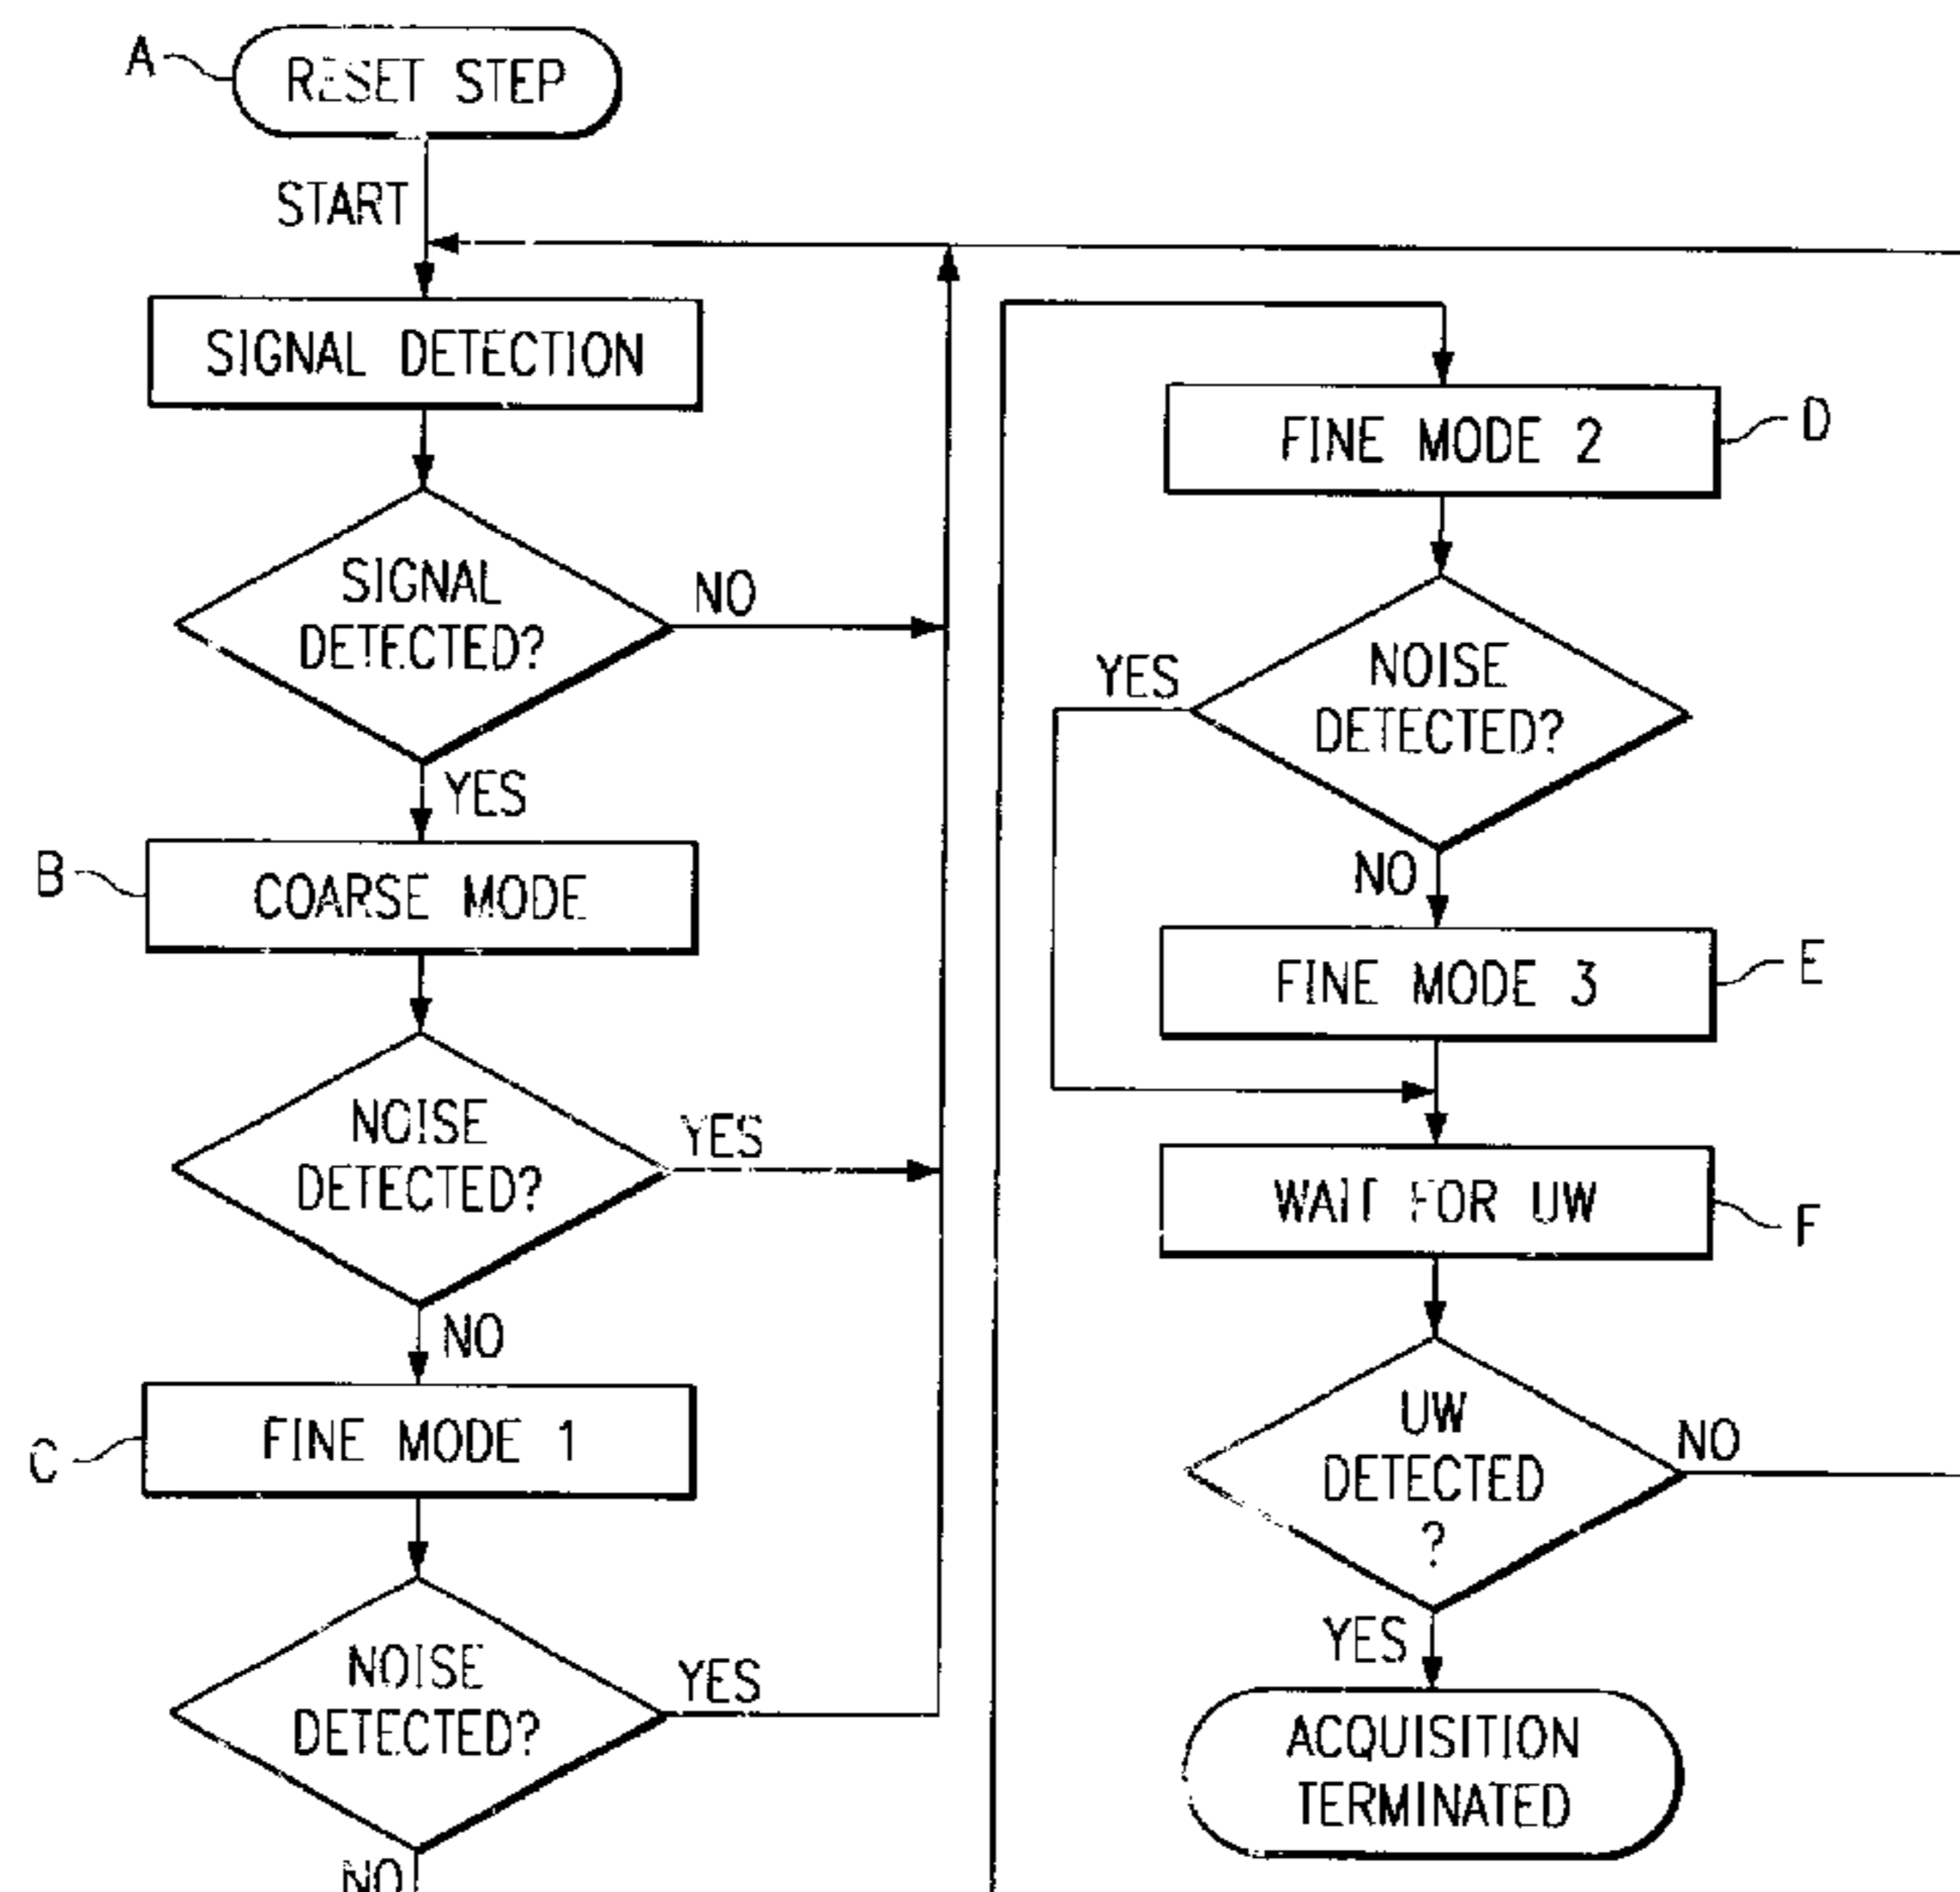 A
RESET STEP
START
SIGNAL DETECTION
SIGNAL
DETECTED?
NO
YES
B
COARSE MODE
NOISE
DETECTED?
YES
NO
C
FINE MODE 1
NOISE
DETECTED?
YES
NO
FINE MODE 2
D
NOISE
DETECTED?
YES
NO
FINE MODE 3
E
WAIT FOR UW
F
UW
DETECTED
?
NO
YES
ACQUISITION
TERMINATED